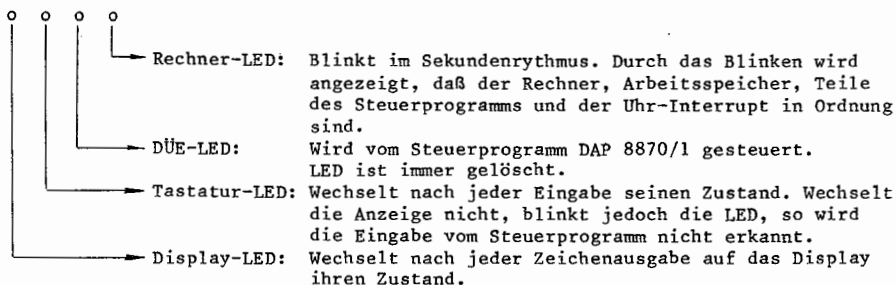 o o o o
Rechner-LED: Blinkt im Sekundenrythmus. Durch das Blinken wird
angezeigt, daß der Rechner, Arbeitsspeicher, Teile
des Steuerprogramms und der Uhr-Interrupt in Ordnung
sind.
DÜE-LED: Wird vom Steuerprogramm DAP 8870/1 gesteuert.
LED ist immer gelöscht.
Tastatur-LED: Wechselt nach jeder Eingabe seinen Zustand. Wechselt
die Anzeige nicht, blinkt jedoch die LED, so wird
die Eingabe vom Steuerprogramm nicht erkannt.
Display-LED: Wechselt nach jeder Zeichenausgabe auf das Display
ihren Zustand.